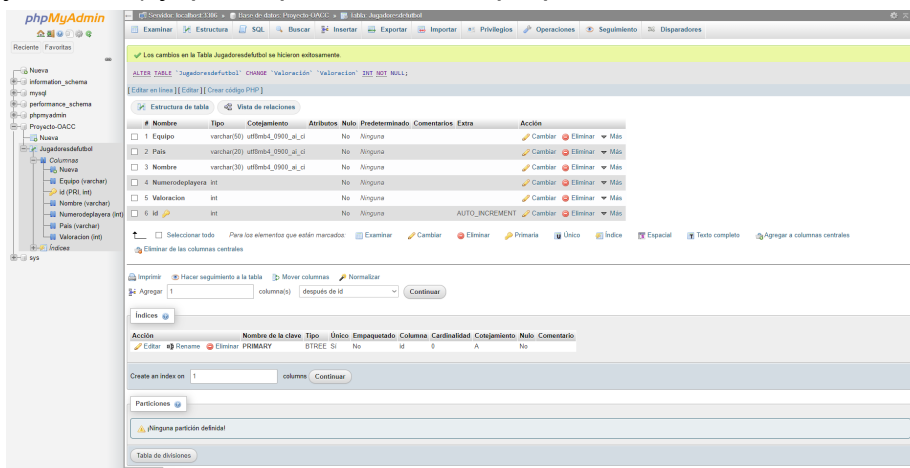 phpMyAdmin
Servidor: localhost:3306 » Base de datos: Proyecto-OACC » Tabla: Jugadoresdefutbol
Examinar Estructura SQL Buscar Insertar Exportar Importar Privilegios Operaciones Seguimiento Disparadores
Reciente Favoritas
Nueva
information_schema
mysql
performance_schema
phpmyadmin
Proyecto-OACC
Nueva
Jugadoresdefutbol
Columnas
Nueva
Equipo (varchar)
id (PRI, int)
Nombre (varchar)
Numerodeplayera (int)
Pais (varchar)
Valoracion (int)
Índices
sys
Los cambios en la Tabla Jugadoresdefutbol se hicieron exitosamente.
ALTER TABLE `Jugadoresdefutbol` CHANGE `Valoración` `Valoracion` INT NOT NULL;
[ Editar en línea ] [ Editar ] [ Crear código PHP ]
Estructura de tabla Vista de relaciones
# Nombre Tipo Cotejamiento Atributos Nulo Predeterminado Comentarios Extra Acción
1 Equipo varchar(50) utf8mb4_0900_ai_ci No Ninguna Cambiar Eliminar Más
2 Pais varchar(20) utf8mb4_0900_ai_ci No Ninguna Cambiar Eliminar Más
3 Nombre varchar(30) utf8mb4_0900_ai_ci No Ninguna Cambiar Eliminar Más
4 Numerodeplayera int No Ninguna Cambiar Eliminar Más
5 Valoracion int No Ninguna Cambiar Eliminar Más
6 id int No Ninguna AUTO_INCREMENT Cambiar Eliminar Más
Seleccionar todo Para los elementos que están marcados: Examinar Cambiar Eliminar Primaria Único Índice Espacial Texto completo Agregar a columnas centrales
Eliminar de las columnas centrales
Imprimir Hacer seguimiento a la tabla Mover columnas Normalizar
Agregar 1 columna(s) después de id Continuar
Índices
Acción Nombre de la clave Tipo Único Empaquetado Columna Cardinalidad Cotejamiento Nulo Comentario
Editar Rename Eliminar PRIMARY BTREE Sí No id 0 A No
Create an index on 1 columns Continuar
Particiones
¡Ninguna partición definida!
Tabla de divisiones